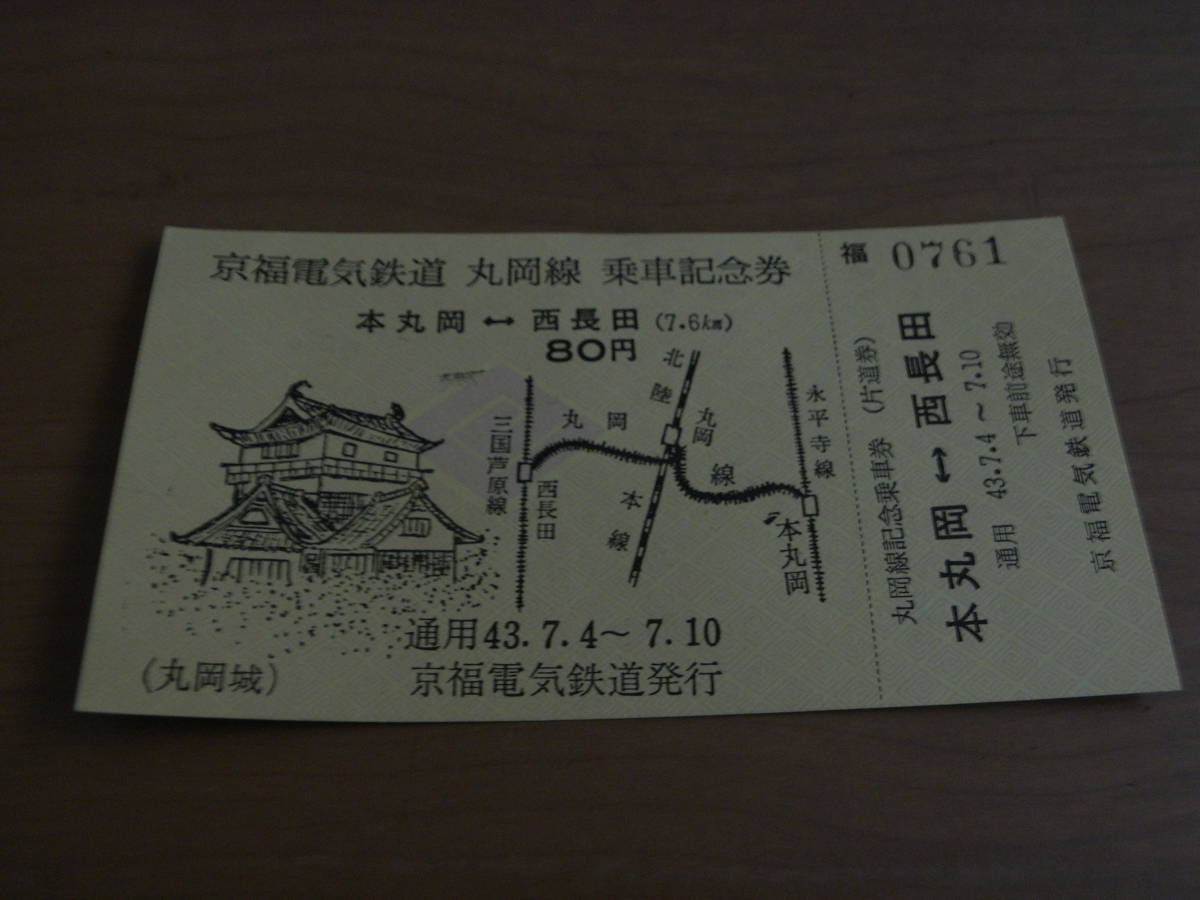 京福電気鉄道 丸岡線 乗車記念券
本丸岡 ↔ 西長田 (7.6km)
80円
三国芦原線
西長田
丸岡
北陸本線
丸岡線
永平寺線
本丸岡
通用43.7.4～7.10
(丸岡城)
京福電気鉄道発行
福 0761
丸岡線記念乗車券 (片道券)
本丸岡 ↔ 西長田
通用 43.7.4～7.10
下車前途無効
京福電気鉄道発行